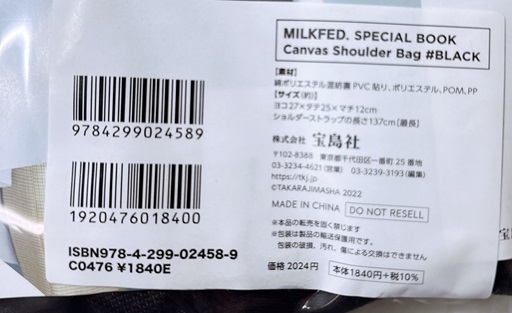 MILKFED. SPECIAL BOOK
Canvas Shoulder Bag #BLACK
【素材】
綿ポリエステル混紡裏PVC貼り、ポリエステル、POM、PP
【サイズ(約)】
ヨコ27×タテ25×マチ12cm
ショルダーストラップの長さ137cm[最長]
株式会社 宝島社
〒102-8388 東京都千代田区一番町25番地
03-3234-4621(営業) 03-3239-3193(編集)
https://tkj.jp
©TAKARAJIMASHA 2022
MADE IN CHINA DO NOT RESELL
※本品の転売を固く禁じます
※包装は製品の輸送保護用です。
包装の破損、汚れ、傷による交換はできません
価格2024円 本体1840円+税10%
9784299024589
1920476018400
ISBN978-4-299-02458-9
C0476 ¥1840E
宝島